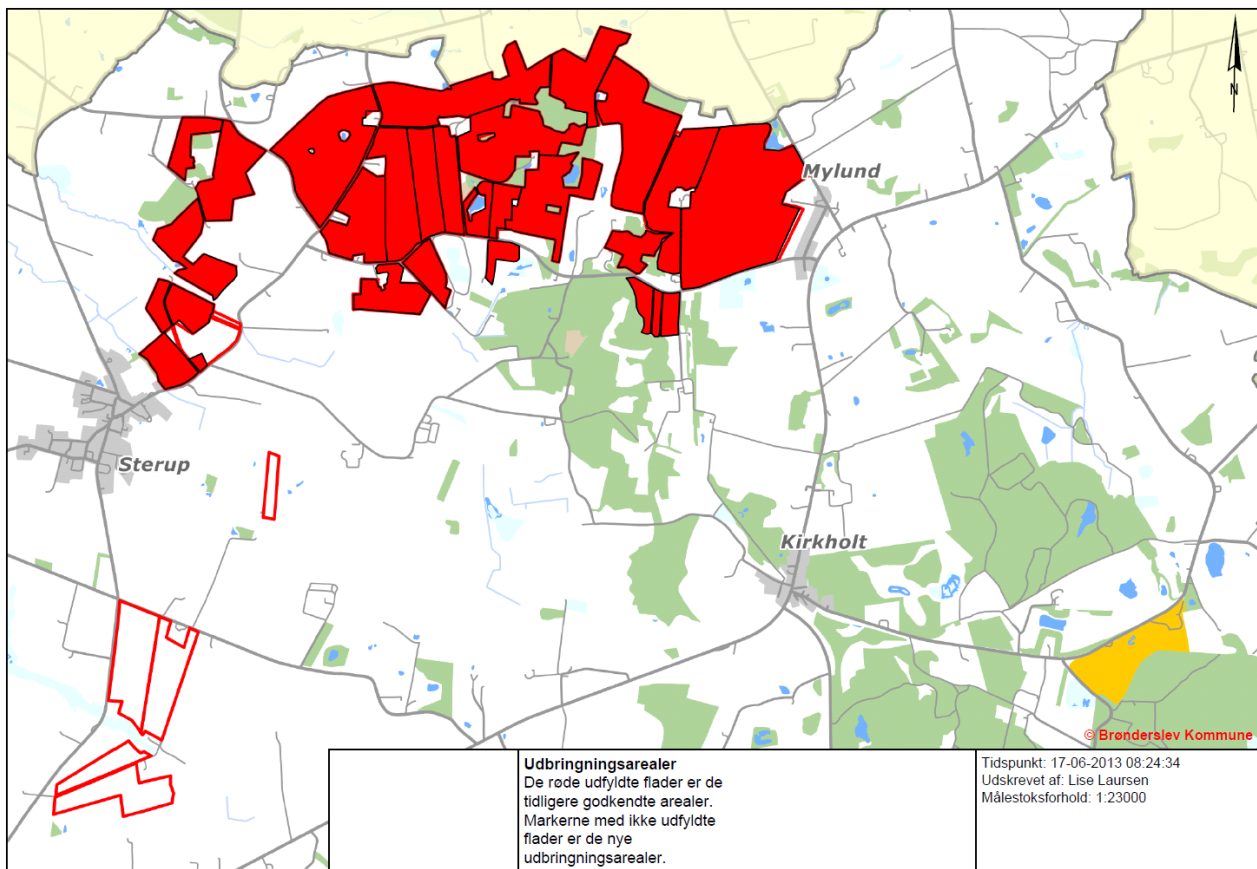 N
Mylund
Sterup
Kirkholt
© Brønderslev Kommune
Udbringningsarealer
De røde udfyldte flader er de
tidligere godkendte arealer.
Markerne med ikke udfyldte
flader er de nye
udbringningsarealer.
Tidspunkt: 17-06-2013 08:24:34
Udskrevet af: Lise Laursen
Målestoksforhold: 1:23000